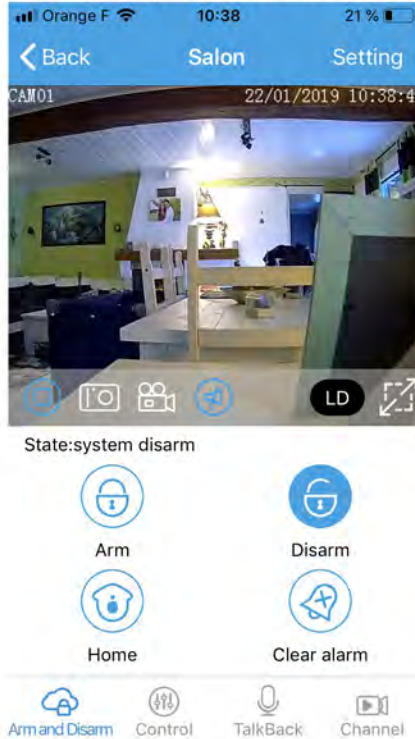 Orange F 10:38 21 %
Back Salon Setting
CAM01 22/01/2019 10:38:4
LD
State:system disarm
Arm Disarm
Home Clear alarm
Arm and Disarm Control TalkBack Channel